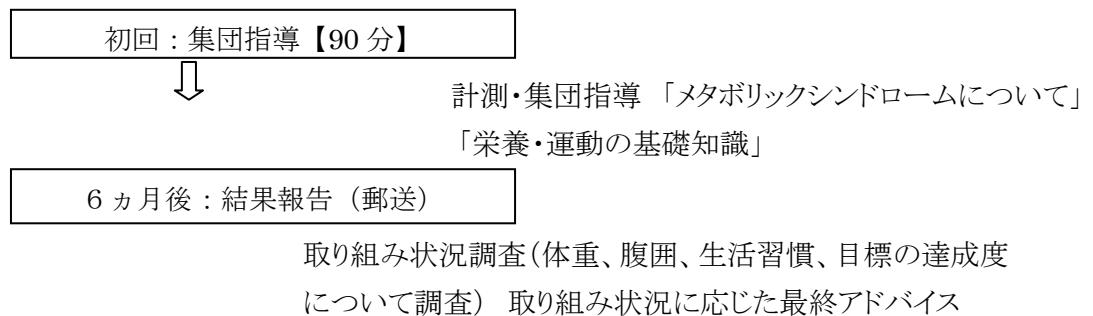 初回：集団指導【90 分】
計測・集団指導 「メタボリックシンドロームについて」
「栄養・運動の基礎知識」
６ヵ月後：結果報告（郵送）
取り組み状況調査（体重、腹囲、生活習慣、目標の達成度
について調査） 取り組み状況に応じた最終アドバイス